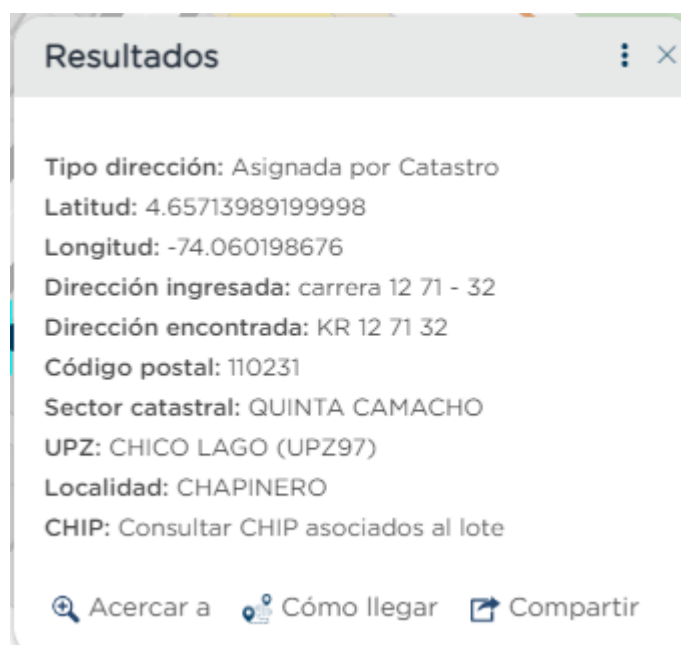 Resultados
Tipo dirección: Asignada por Catastro
Latitud: 4.65713989199998
Longitud: -74.060198676
Dirección ingresada: carrera 12 71 - 32
Dirección encontrada: KR 12 71 32
Código postal: 110231
Sector catastral: QUINTA CAMACHO
UPZ: CHICO LAGO (UPZ97)
Localidad: CHAPINERO
CHIP: Consultar CHIP asociados al lote
Acercar a Cómo llegar Compartir